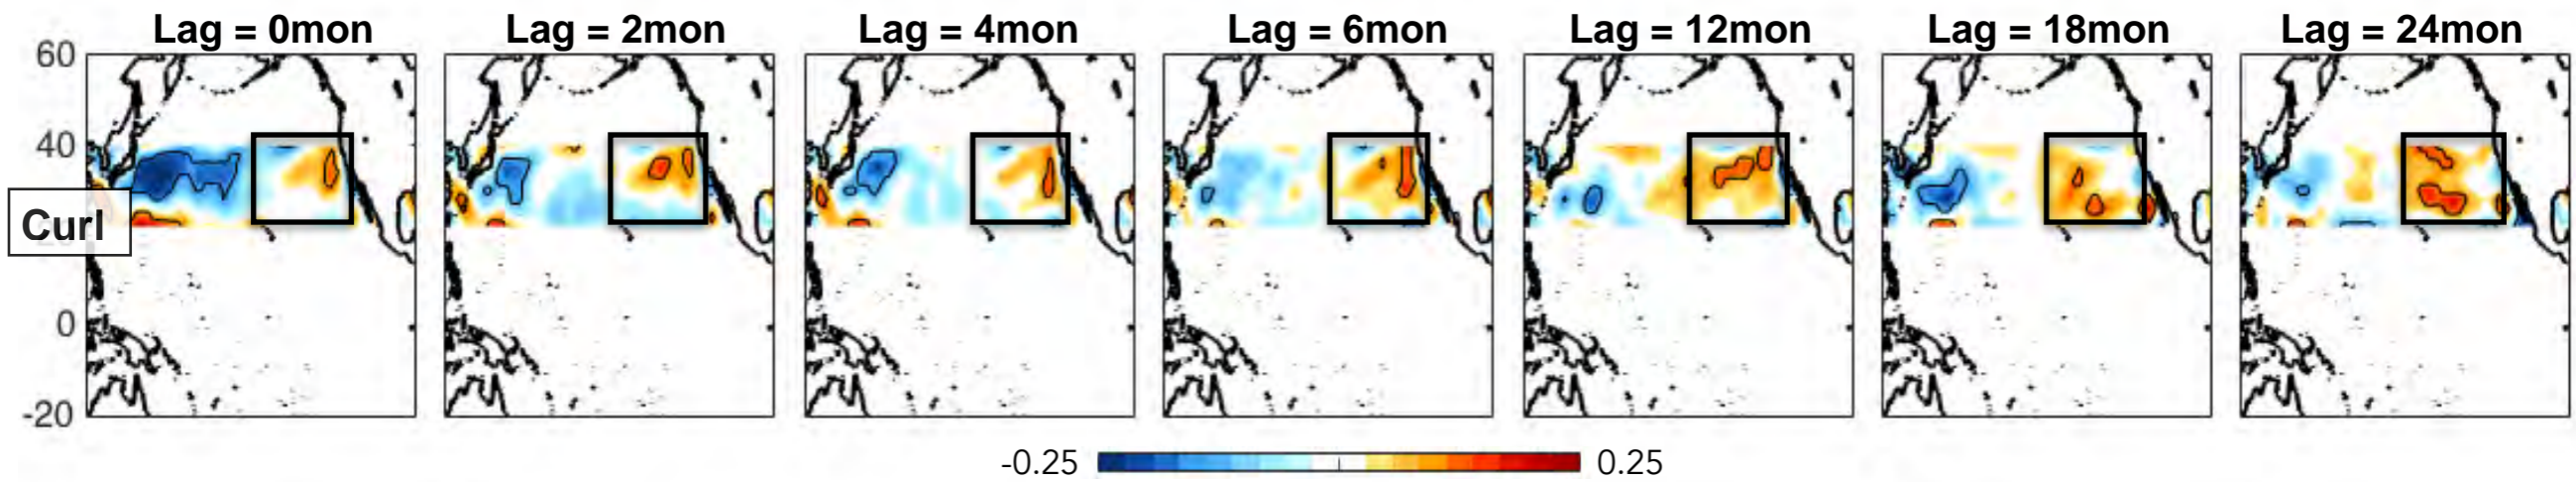 Lag = 0mon Lag = 2mon Lag = 4mon Lag = 6mon Lag = 12mon Lag = 18mon Lag = 24mon
60
40
Curl
0
-20
-0.25 0.25